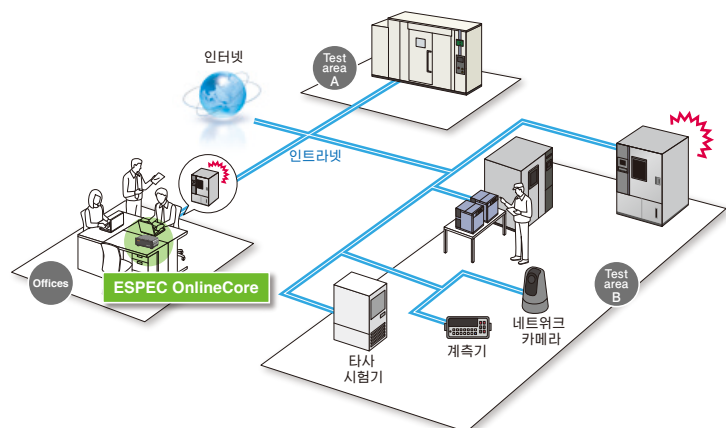 인터넷
Test
area
A
인트라넷
Offices
ESPEC OnlineCore
Test
area
B
네트워크
카메라
계측기
타사
시험기